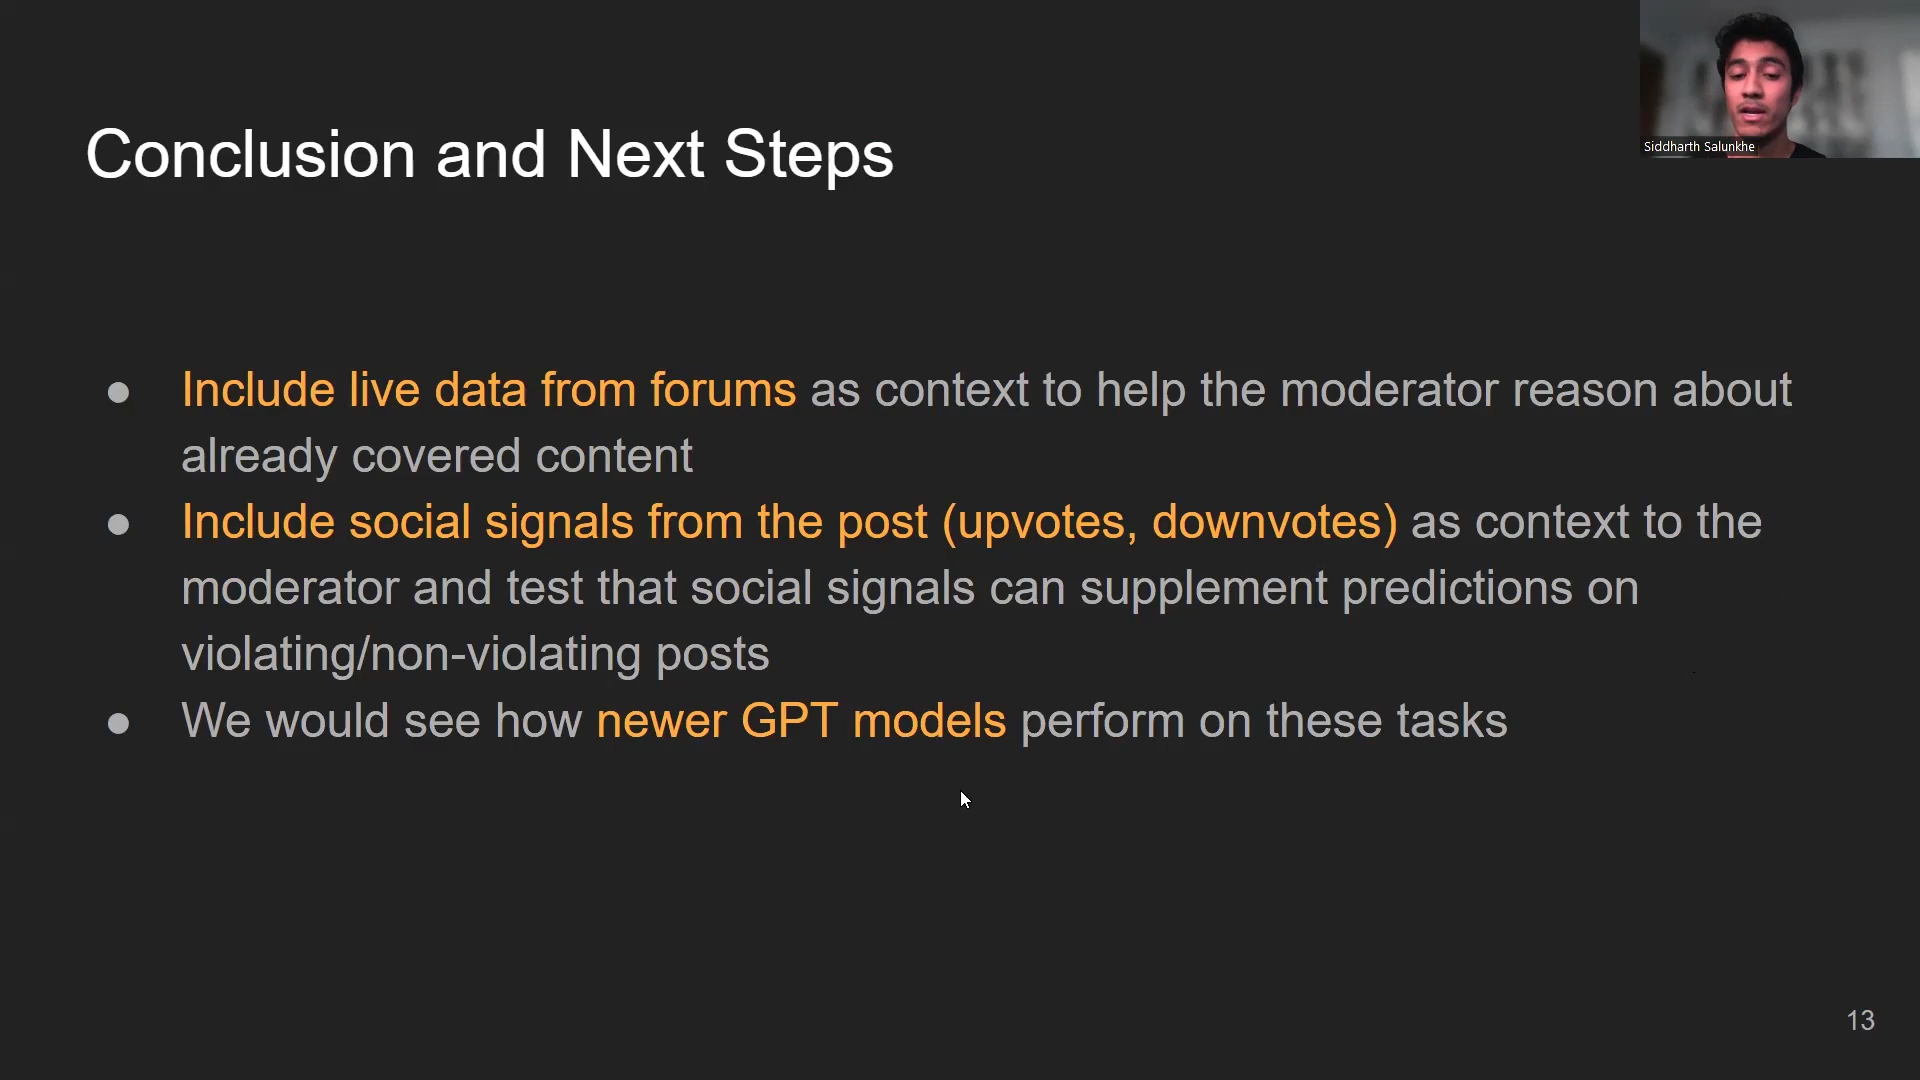 Siddharth Salunkhe
Conclusion and Next Steps
● Include live data from forums as context to help the moderator reason about
already covered content
● Include social signals from the post (upvotes, downvotes) as context to the
moderator and test that social signals can supplement predictions on
violating/non-violating posts
● We would see how newer GPT models perform on these tasks
13